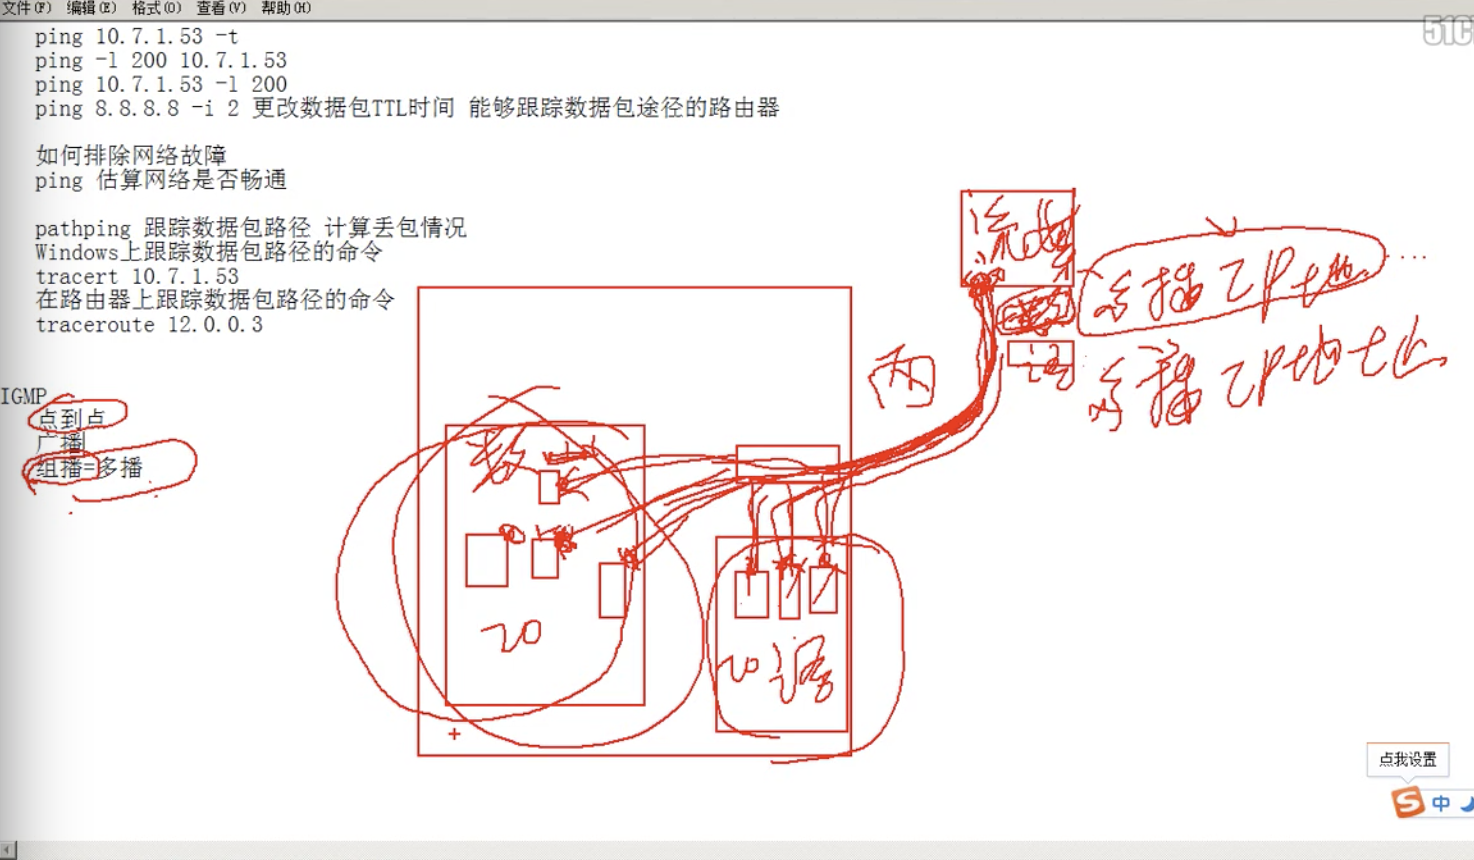 文件(F) 编辑(E) 格式(O) 查看(V) 帮助(H)
51C
ping 10.7.1.53 -t
ping -l 200 10.7.1.53
ping 10.7.1.53 -l 200
ping 8.8.8.8 -i 2 更改数据包TTL时间 能够跟踪数据包途径的路由器
如何排除网络故障
ping 估算网络是否畅通
pathping 跟踪数据包路径 计算丢包情况
Windows上跟踪数据包路径的命令
tracert 10.7.1.53
在路由器上跟踪数据包路径的命令
traceroute 12.0.0.3
IGMP
点到点
广播
组播=多播
流媒
多播IP地
两
多播IP地址
数
20
20 语
点我设置
中